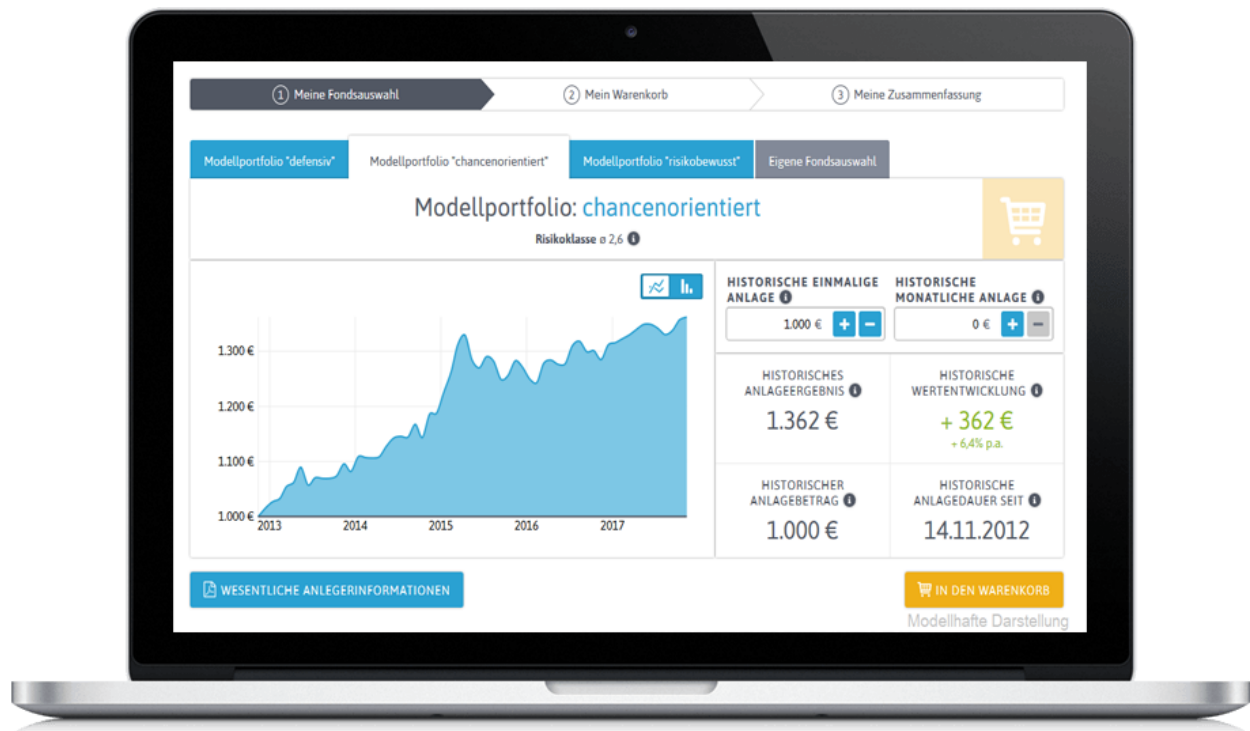 1 Meine Fondsauswahl
2 Mein Warenkorb
3 Meine Zusammenfassung
Modellportfolio "defensiv"
Modellportfolio "chancenorientiert"
Modellportfolio "risikobewusst"
Eigene Fondsauswahl
Modellportfolio: chancenorientiert
Risikoklasse ø 2,6 i
1.300 €
1.200 €
1.100 €
1.000 €
2013 2014 2015 2016 2017
HISTORISCHE EINMALIGE
ANLAGE i
1.000 € + −
HISTORISCHE
MONATLICHE ANLAGE i
0 € + −
HISTORISCHES
ANLAGEERGEBNIS i
1.362 €
HISTORISCHE
WERTENTWICKLUNG i
+ 362 €
+ 6,4% p.a.
HISTORISCHER
ANLAGEBETRAG i
1.000 €
HISTORISCHE
ANLAGEDAUER SEIT i
14.11.2012
WESENTLICHE ANLEGERINFORMATIONEN
IN DEN WARENKORB
Modellhafte Darstellung